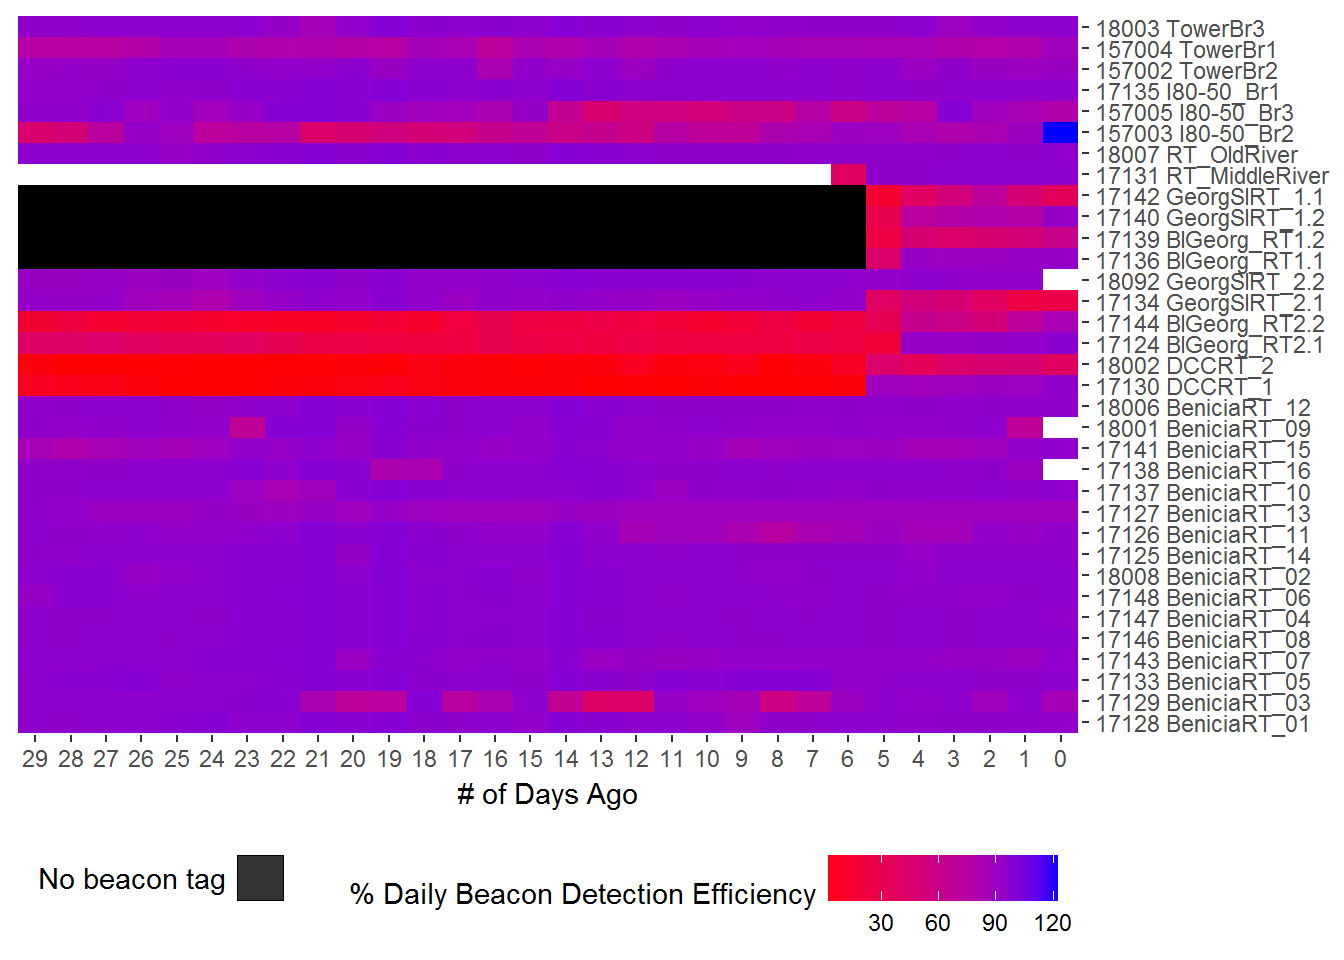 18003 TowerBr3
157004 TowerBr1
157002 TowerBr2
17135 I80-50_Br1
157005 I80-50_Br3
157003 I80-50_Br2
18007 RT_OldRiver
17131 RT_MiddleRiver
17142 GeorgSlRT_1.1
17140 GeorgSlRT_1.2
17139 BlGeorg_RT1.2
17136 BlGeorg_RT1.1
18092 GeorgSlRT_2.2
17134 GeorgSlRT_2.1
17144 BlGeorg_RT2.2
17124 BlGeorg_RT2.1
18002 DCCRT_2
17130 DCCRT_1
18006 BeniciaRT_12
18001 BeniciaRT_09
17141 BeniciaRT_15
17138 BeniciaRT_16
17137 BeniciaRT_10
17127 BeniciaRT_13
17126 BeniciaRT_11
17125 BeniciaRT_14
18008 BeniciaRT_02
17148 BeniciaRT_06
17147 BeniciaRT_04
17146 BeniciaRT_08
17143 BeniciaRT_07
17133 BeniciaRT_05
17129 BeniciaRT_03
17128 BeniciaRT_01
29 28 27 26 25 24 23 22 21 20 19 18 17 16 15 14 13 12 11 10 9 8 7 6 5 4 3 2 1 0
# of Days Ago
No beacon tag
% Daily Beacon Detection Efficiency
30 60 90 120